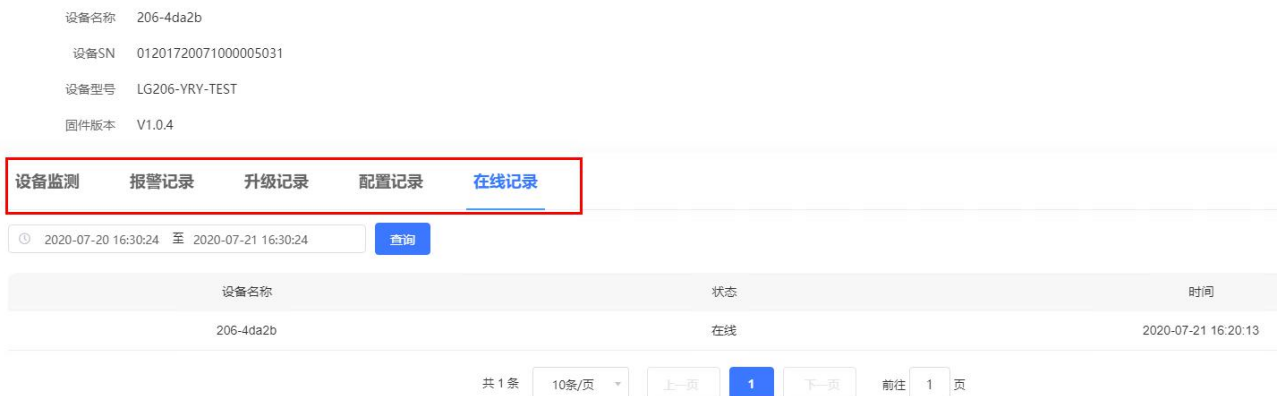 设备名称 206-4da2b
设备SN 01201720071000005031
设备型号 LG206-YRY-TEST
固件版本 V1.0.4
设备监测 报警记录 升级记录 配置记录 在线记录
2020-07-20 16:30:24 至 2020-07-21 16:30:24 查询
设备名称 状态 时间
206-4da2b 在线 2020-07-21 16:20:13
共 1 条 10条/页 上一页 1 下一页 前往 1 页